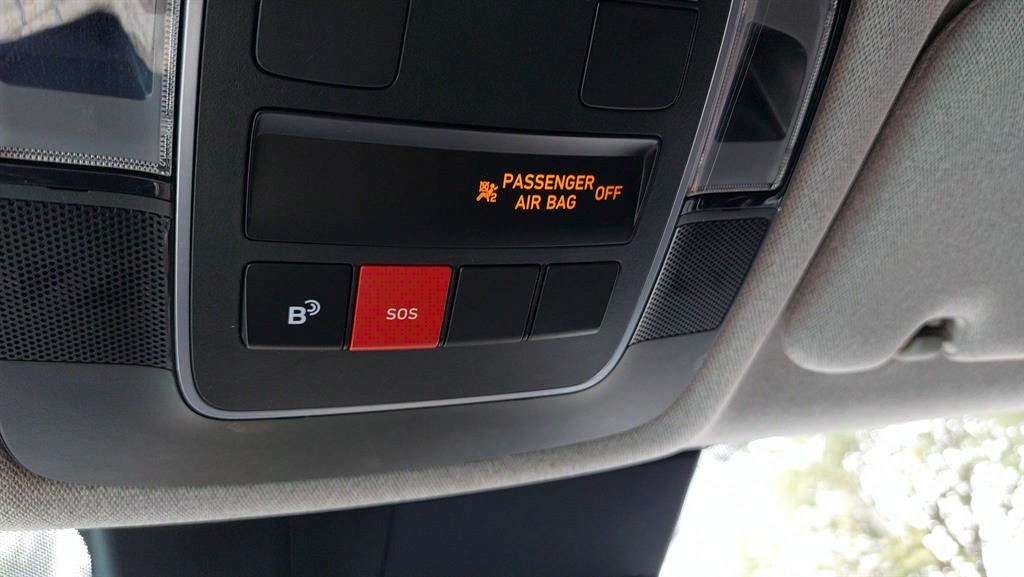 PASSENGER
AIR BAG OFF
B
SOS